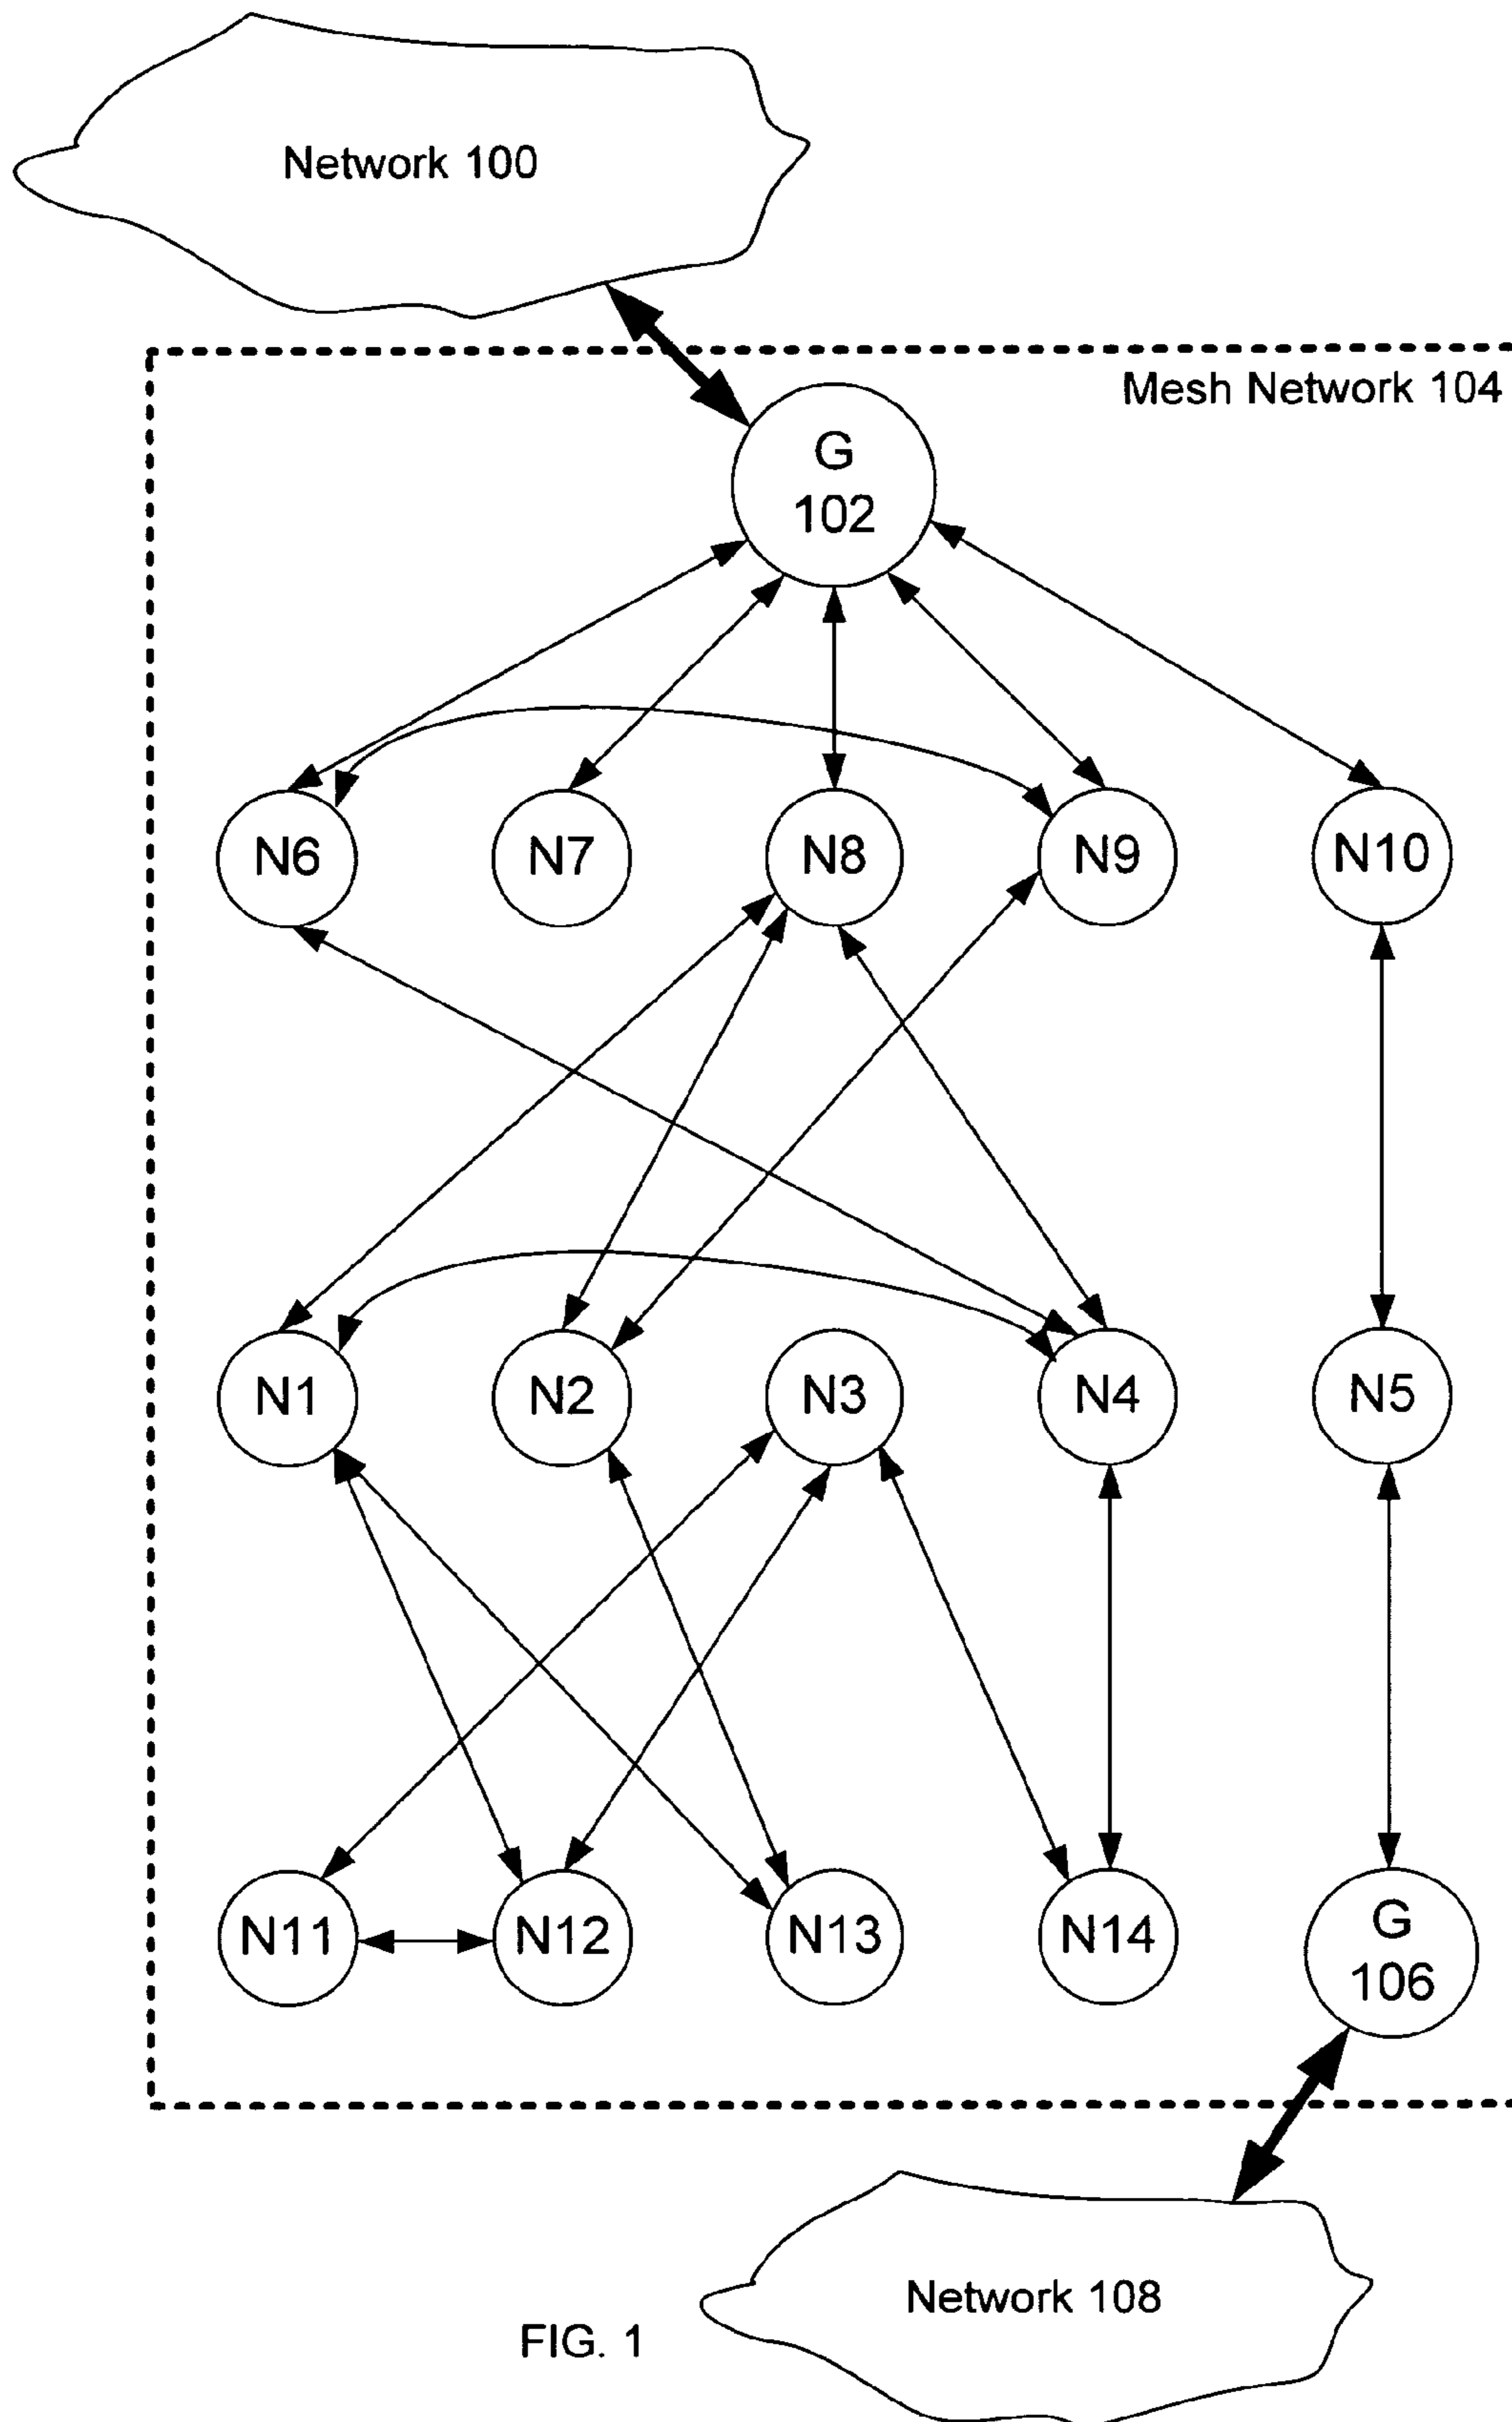 Network 100
Mesh Network 104
G
102
N6
N7
N8
N9
N10
N1
N2
N3
N4
N5
N11
N12
N13
N14
G
106
Network 108
FIG. 1